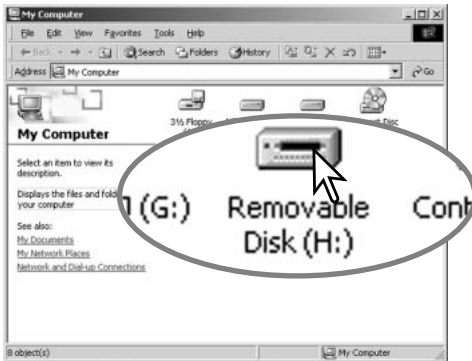 My Computer
File Edit View Favorites Tools Help
Back Search Folders History
Address My Computer Go
3½ Floppy
Disc
My Computer
Select an item to view its
description.
Displays the files and
your computer
See also:
My Documents
My Network Places
Network and Dial-up Connections
(G:)
Removable
Disk (H:)
Cont
8 object(s)
My Computer